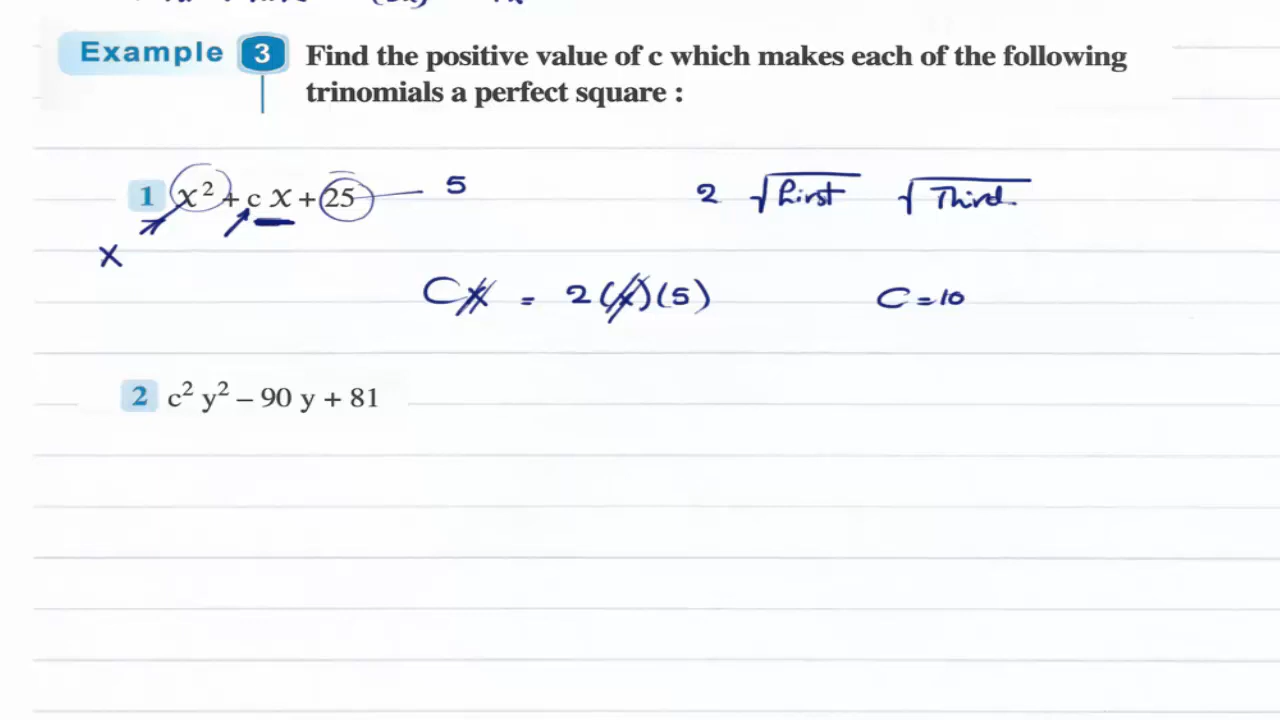 Example 3 Find the positive value of c which makes each of the following
trinomials a perfect square :
1 x² + c x + 25 5 2 √First √Third
x
Cx = 2(x)(5) C = 10
2 c² y² – 90 y + 81